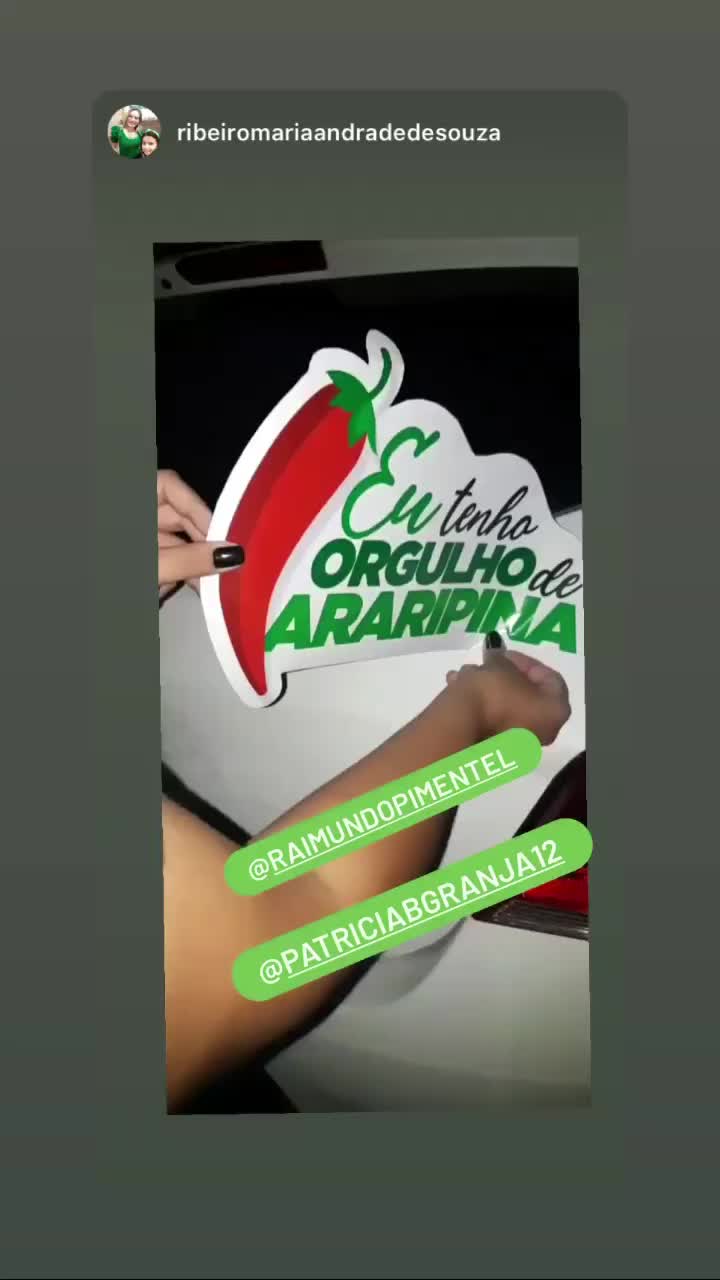 ribeiromariaandradedesouza
Eu tenho
ORGULHO de
ARARIPINA
@RAIMUNDOPIMENTEL
@PATRICIABGRANJA12